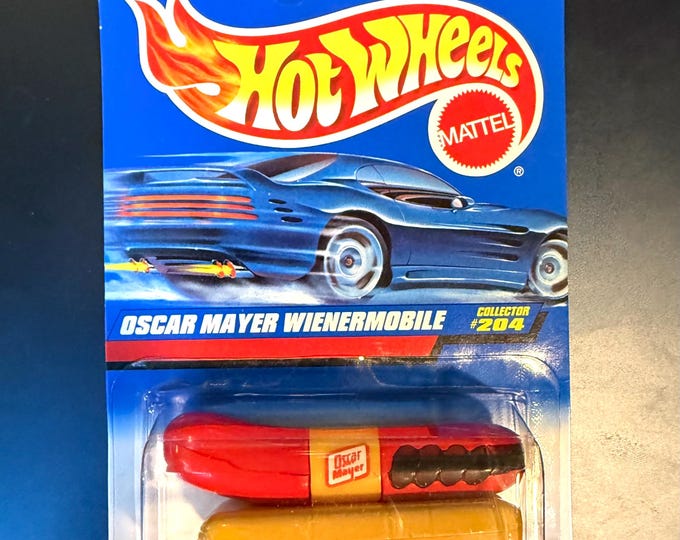 HOT WHEELS
MATTEL
®
OSCAR MAYER WIENERMOBILE
COLLECTOR
#204
Oscar
Mayer